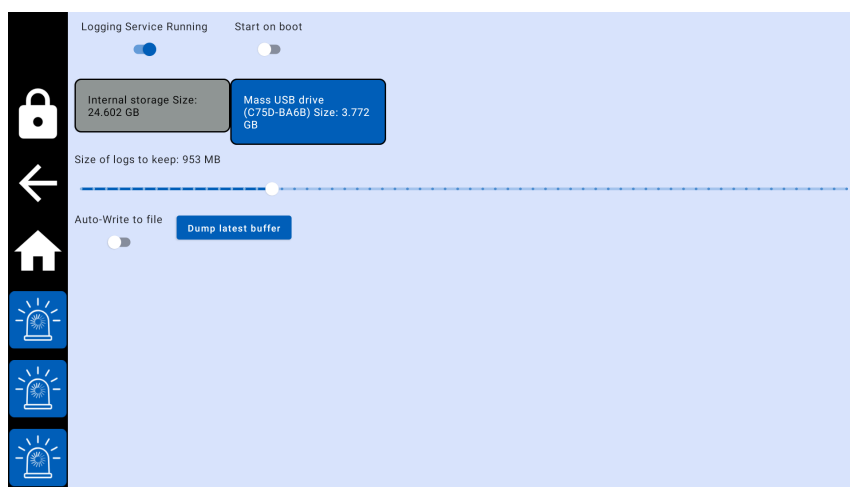 Logging Service Running
Start on boot
Internal storage Size:
24.602 GB
Mass USB drive
(C75D-BA6B) Size: 3.772
GB
Size of logs to keep: 953 MB
Auto-Write to file
Dump latest buffer